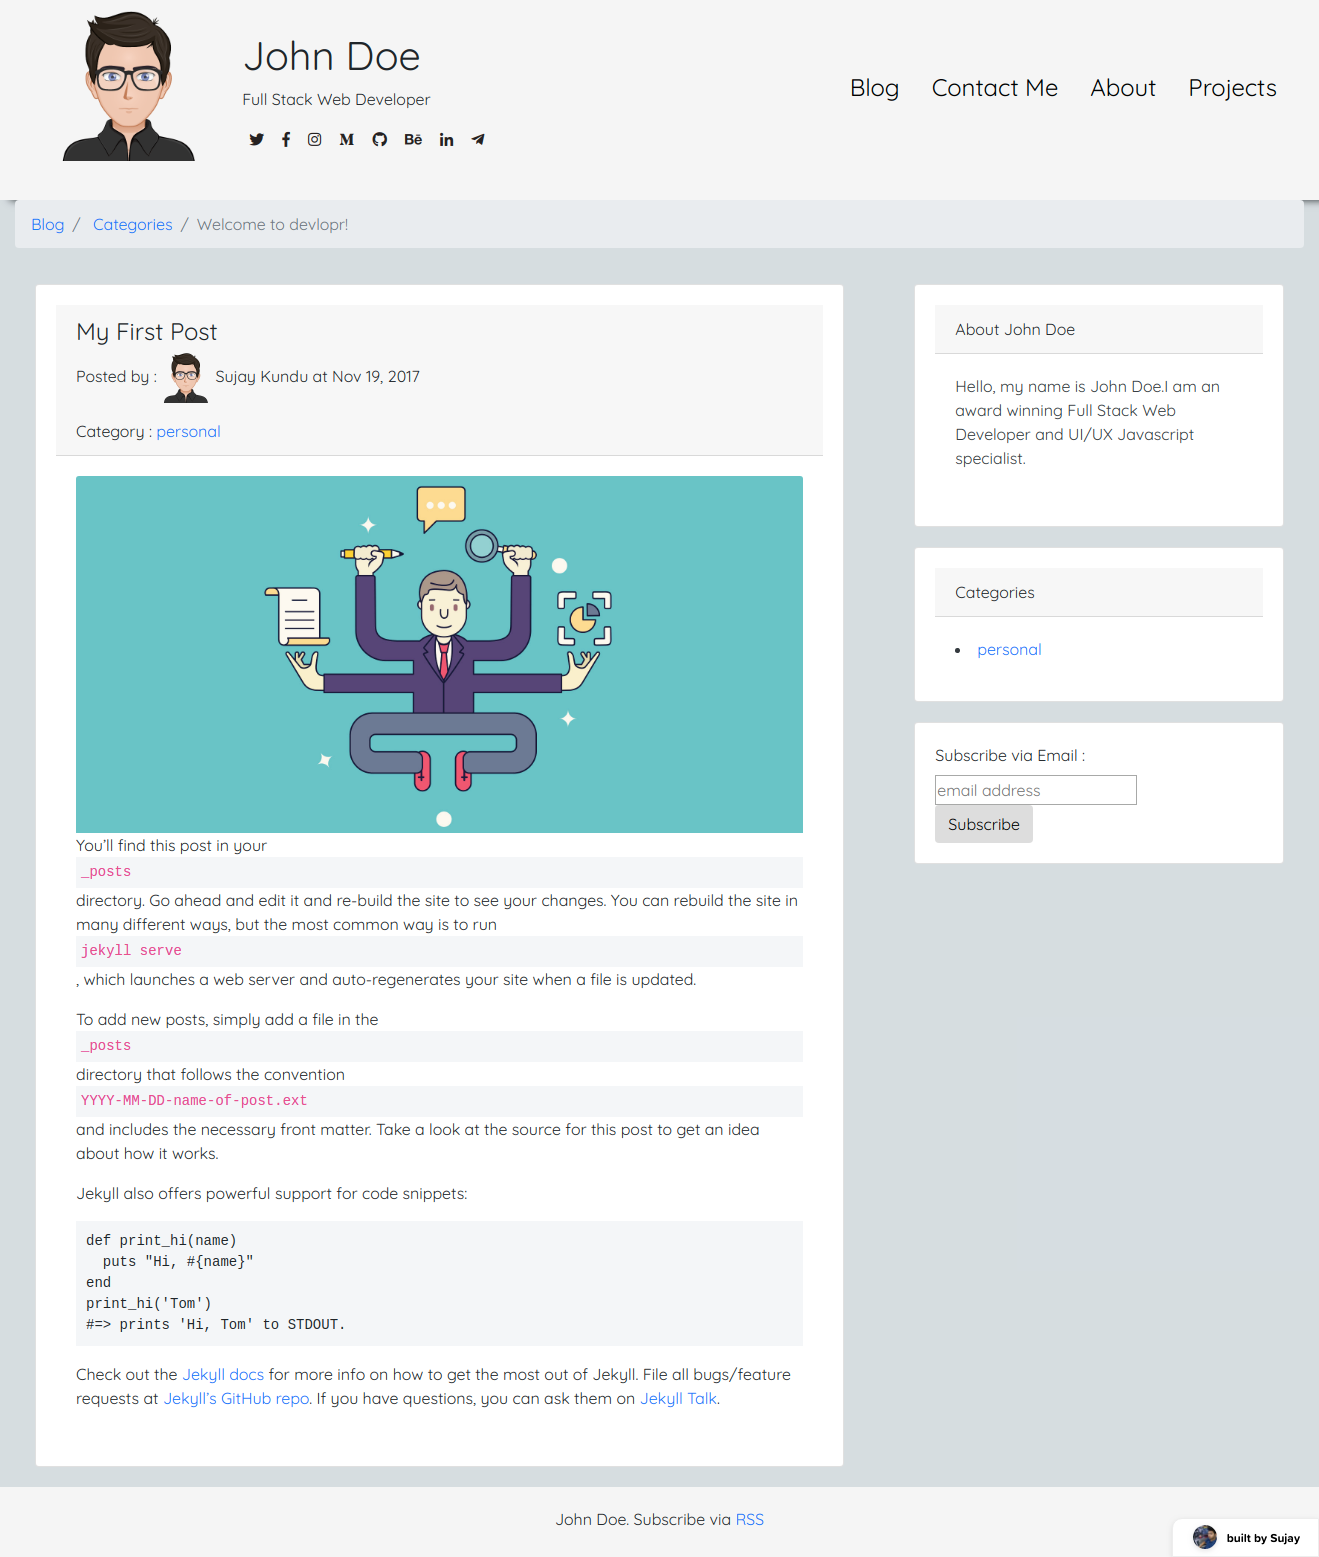 John Doe
Full Stack Web Developer
Blog Contact Me About Projects
Blog / Categories / Welcome to devlopr!
My First Post
Posted by : Sujay Kundu at Nov 19, 2017
Category : personal
You’ll find this post in your
_posts
directory. Go ahead and edit it and re-build the site to see your changes. You can rebuild the site in
many different ways, but the most common way is to run
jekyll serve
, which launches a web server and auto-regenerates your site when a file is updated.
To add new posts, simply add a file in the
_posts
directory that follows the convention
YYYY-MM-DD-name-of-post.ext
and includes the necessary front matter. Take a look at the source for this post to get an idea
about how it works.
Jekyll also offers powerful support for code snippets:
def print_hi(name)
  puts "Hi, #{name}"
end
print_hi('Tom')
#=> prints 'Hi, Tom' to STDOUT.
Check out the Jekyll docs for more info on how to get the most out of Jekyll. File all bugs/feature
requests at Jekyll’s GitHub repo. If you have questions, you can ask them on Jekyll Talk.
About John Doe
Hello, my name is John Doe.I am an
award winning Full Stack Web
Developer and UI/UX Javascript
specialist.
Categories
personal
Subscribe via Email :
email address
Subscribe
John Doe. Subscribe via RSS
built by Sujay